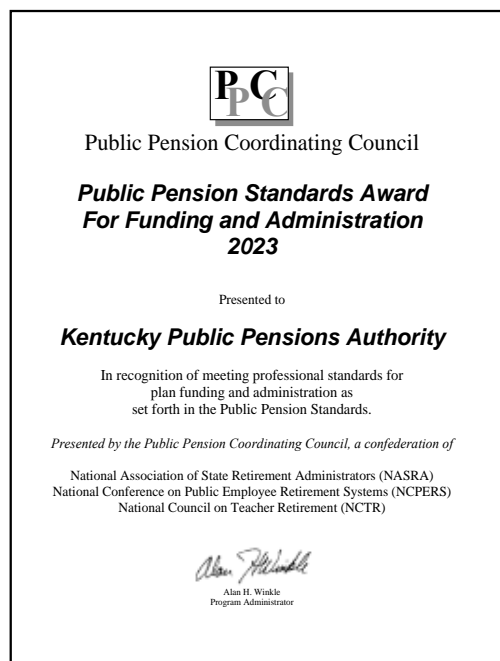 PPCC
Public Pension Coordinating Council
Public Pension Standards Award
For Funding and Administration
2023
Presented to
Kentucky Public Pensions Authority
In recognition of meeting professional standards for
plan funding and administration as
set forth in the Public Pension Standards.
Presented by the Public Pension Coordinating Council, a confederation of
National Association of State Retirement Administrators (NASRA)
National Conference on Public Employee Retirement Systems (NCPERS)
National Council on Teacher Retirement (NCTR)
Alan H Winkle
Alan H. Winkle
Program Administrator